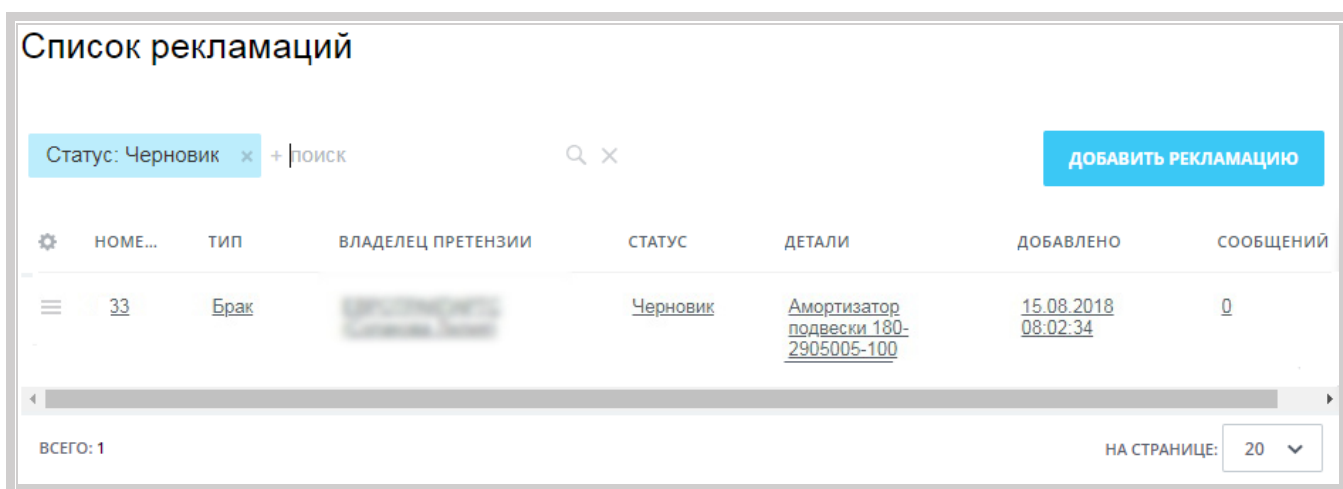 Список рекламаций
Статус: Черновик × + поиск
ДОБАВИТЬ РЕКЛАМАЦИЮ
НОМЕ... ТИП ВЛАДЕЛЕЦ ПРЕТЕНЗИИ СТАТУС ДЕТАЛИ ДОБАВЛЕНО СООБЩЕНИЙ
33 Брак Черновик Амортизатор 15.08.2018 0
подвески 180- 08:02:34
2905005-100
ВСЕГО: 1 НА СТРАНИЦЕ: 20